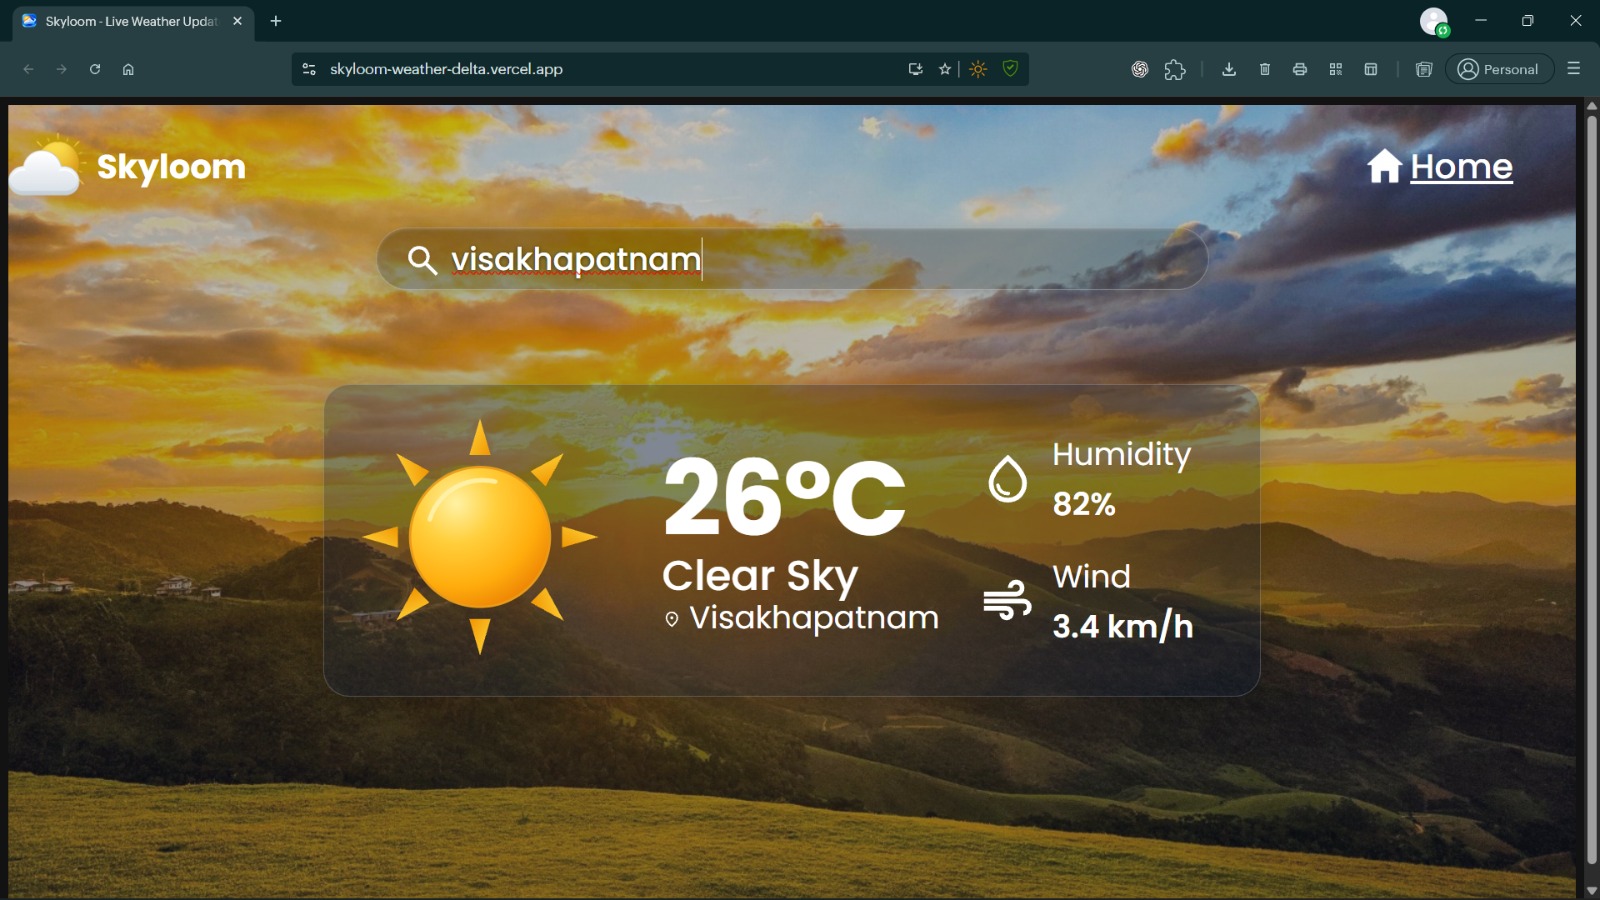 Skyloom - Live Weather Updat
skyloom-weather-delta.vercel.app
Personal
Skyloom
Home
visakhapatnam
26°C
Clear Sky
Visakhapatnam
Humidity
82%
Wind
3.4 km/h